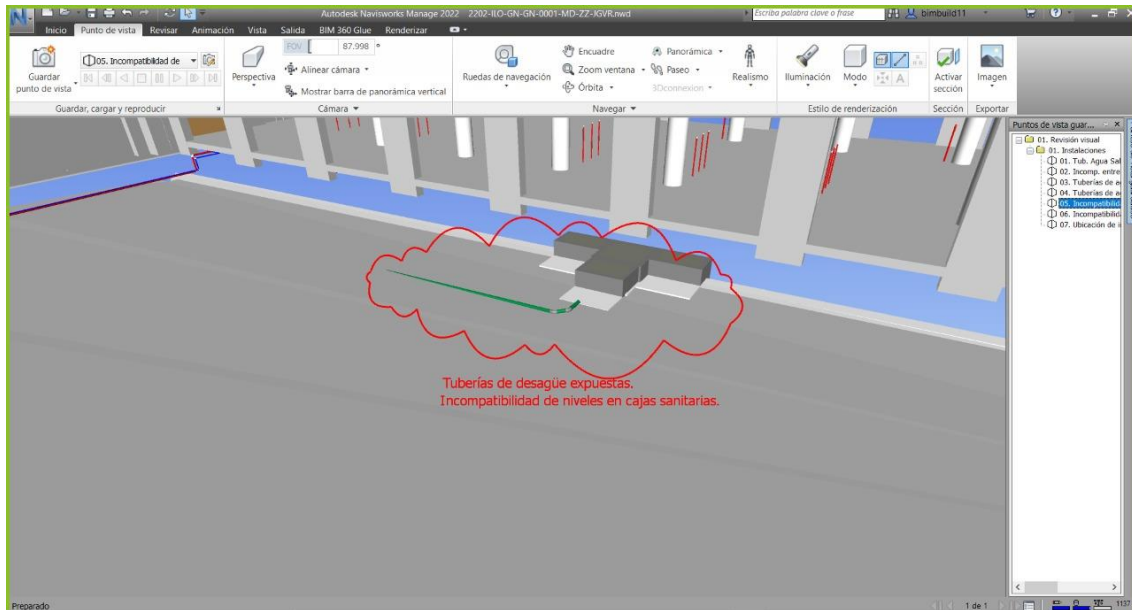 Autodesk Navisworks Manage 2022 2202-ILO-GN-GN-0001-MD-ZZ-IGVR.nwd
Escriba palabra clave o frase
bimbuild11
Inicio Punto de vista Revisar Animación Vista Salida BIM 360 Glue Renderizar
Guardar punto de vista
05. Incompatibilidad de
Guardar, cargar y reproducir
Perspectiva
FOV 87.998 °
Alinear cámara
Mostrar barra de panorámica vertical
Cámara
Ruedas de navegación
Encuadre
Zoom ventana
Órbita
Panorámica
Paseo
3Dconnexion
Realismo
Navegar
Iluminación
Modo
Estilo de renderización
Activar sección
Sección
Imagen
Exportar
Puntos de vista guar...
01. Revisión visual
01. Instalaciones
01. Tub. Agua Sal
02. Incomp. entre
03. Tuberías de a
04. Tuberías de a
05. Incompatibilid
06. Incompatibilid
07. Ubicación de i
Tuberías de desagüe expuestas.
Incompatibilidad de niveles en cajas sanitarias.
Preparado
1 de 1
1137